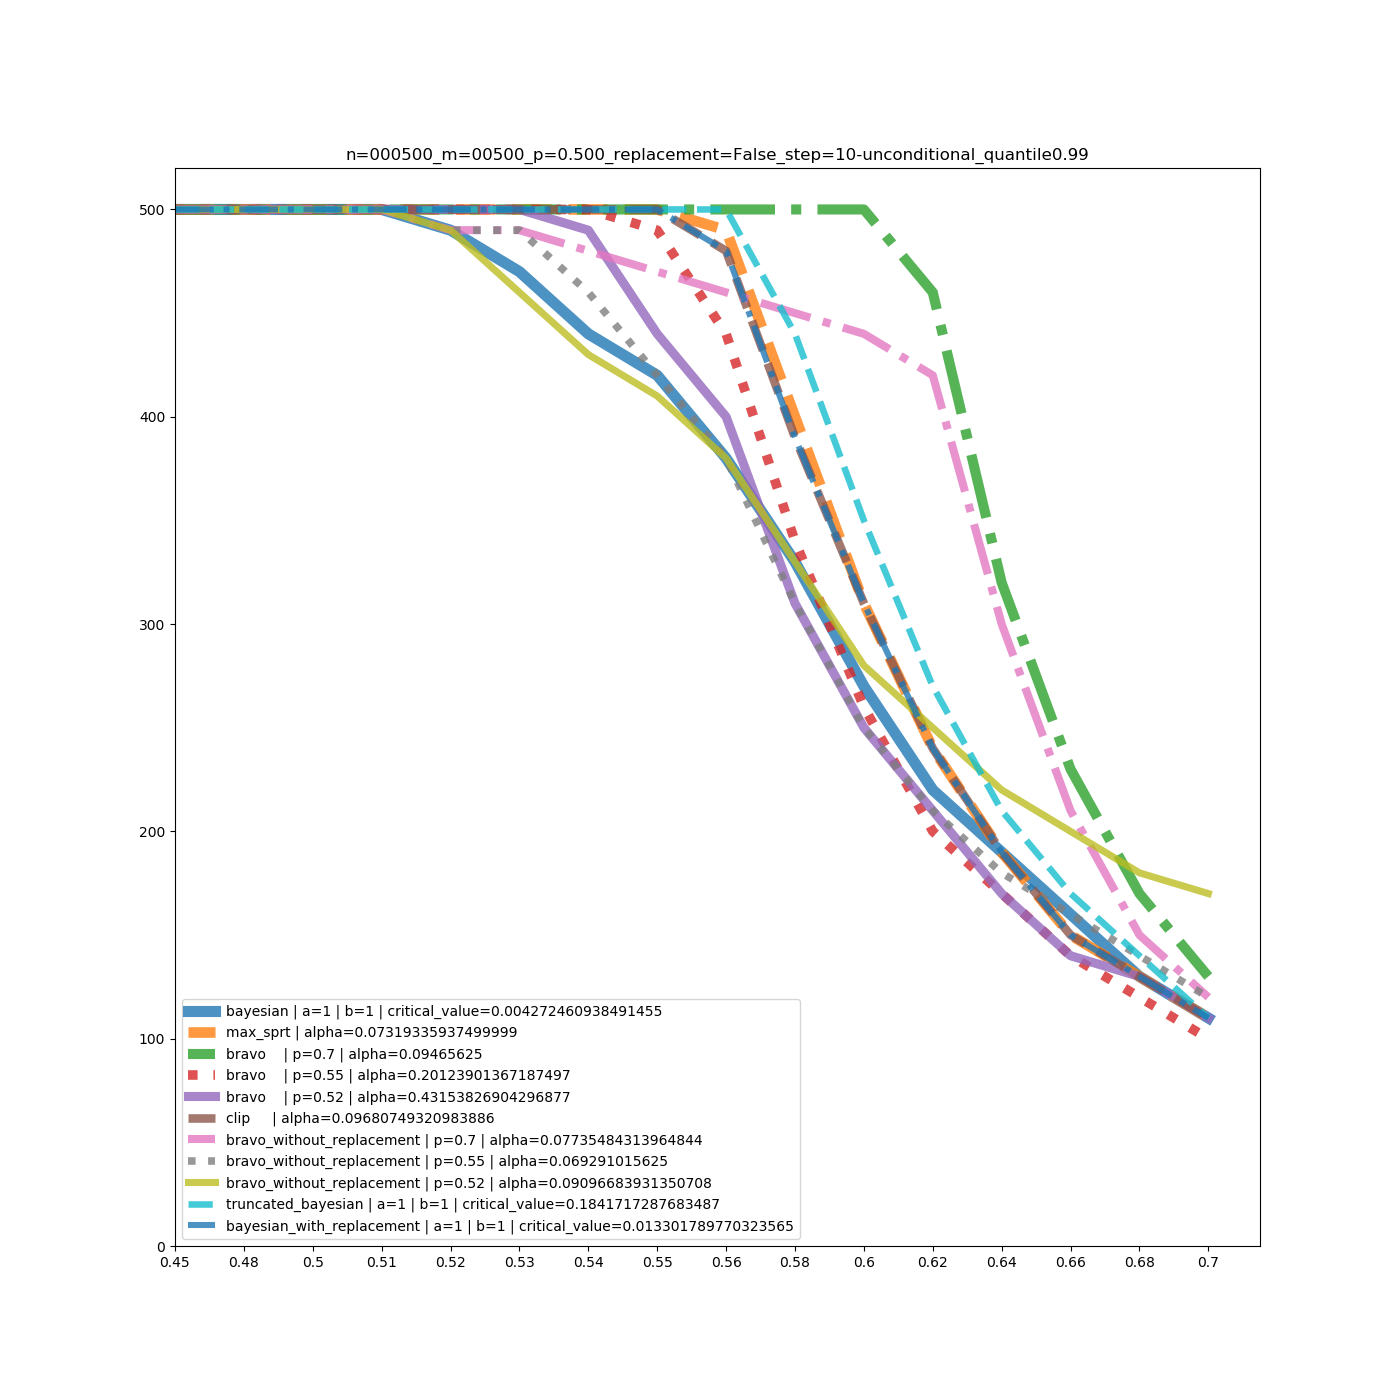 n=000500_m=00500_p=0.500_replacement=False_step=10-unconditional_quantile0.99
500
400
300
200
100
0
bayesian | a=1 | b=1 | critical_value=0.004272460938491455
max_sprt | alpha=0.07319335937499999
bravo | p=0.7 | alpha=0.09465625
bravo | p=0.55 | alpha=0.20123901367187497
bravo | p=0.52 | alpha=0.43153826904296877
clip | alpha=0.09680749320983886
bravo_without_replacement | p=0.7 | alpha=0.07735484313964844
bravo_without_replacement | p=0.55 | alpha=0.069291015625
bravo_without_replacement | p=0.52 | alpha=0.09096683931350708
truncated_bayesian | a=1 | b=1 | critical_value=0.1841717287683487
bayesian_with_replacement | a=1 | b=1 | critical_value=0.013301789770323565
0.45 0.48 0.5 0.51 0.52 0.53 0.54 0.55 0.56 0.58 0.6 0.62 0.64 0.66 0.68 0.7